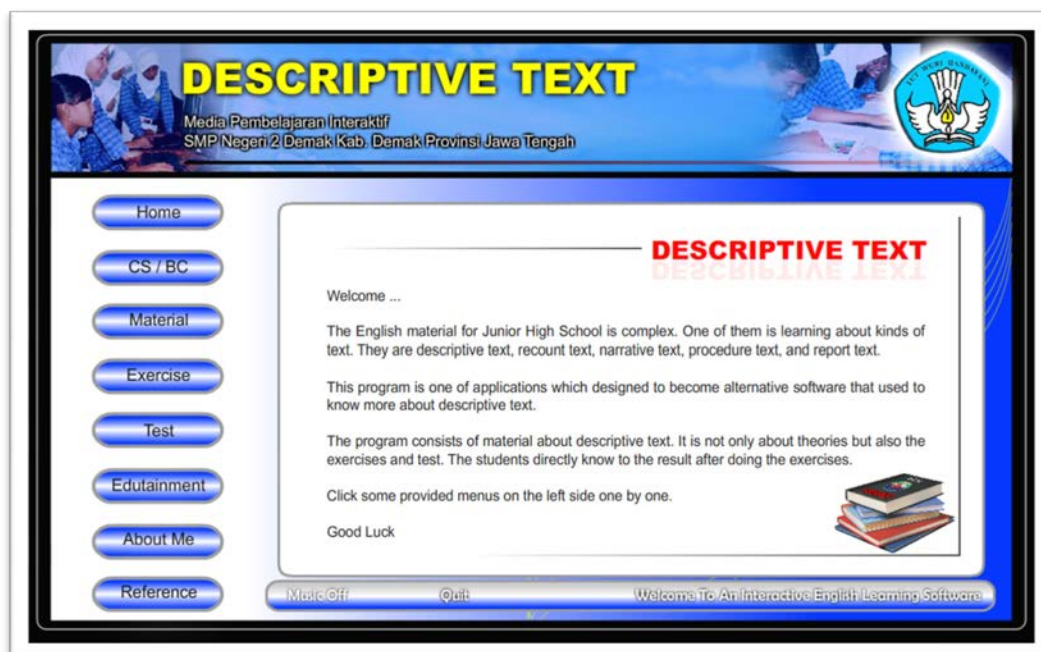 DESCRIPTIVE TEXT
Media Pembelajaran Interaktif
SMP Negeri 2 Demak Kab. Demak Provinsi Jawa Tengah
TUT WURI HANDAYANI
Home
CS / BC
Material
Exercise
Test
Edutainment
About Me
Reference
DESCRIPTIVE TEXT
Welcome ...
The English material for Junior High School is complex. One of them is learning about kinds of
text. They are descriptive text, recount text, narrative text, procedure text, and report text.
This program is one of applications which designed to become alternative software that used to
know more about descriptive text.
The program consists of material about descriptive text. It is not only about theories but also the
exercises and test. The students directly know to the result after doing the exercises.
Click some provided menus on the left side one by one.
Good Luck
Music Off
Quit
Welcome To An Interactive English Learning Software